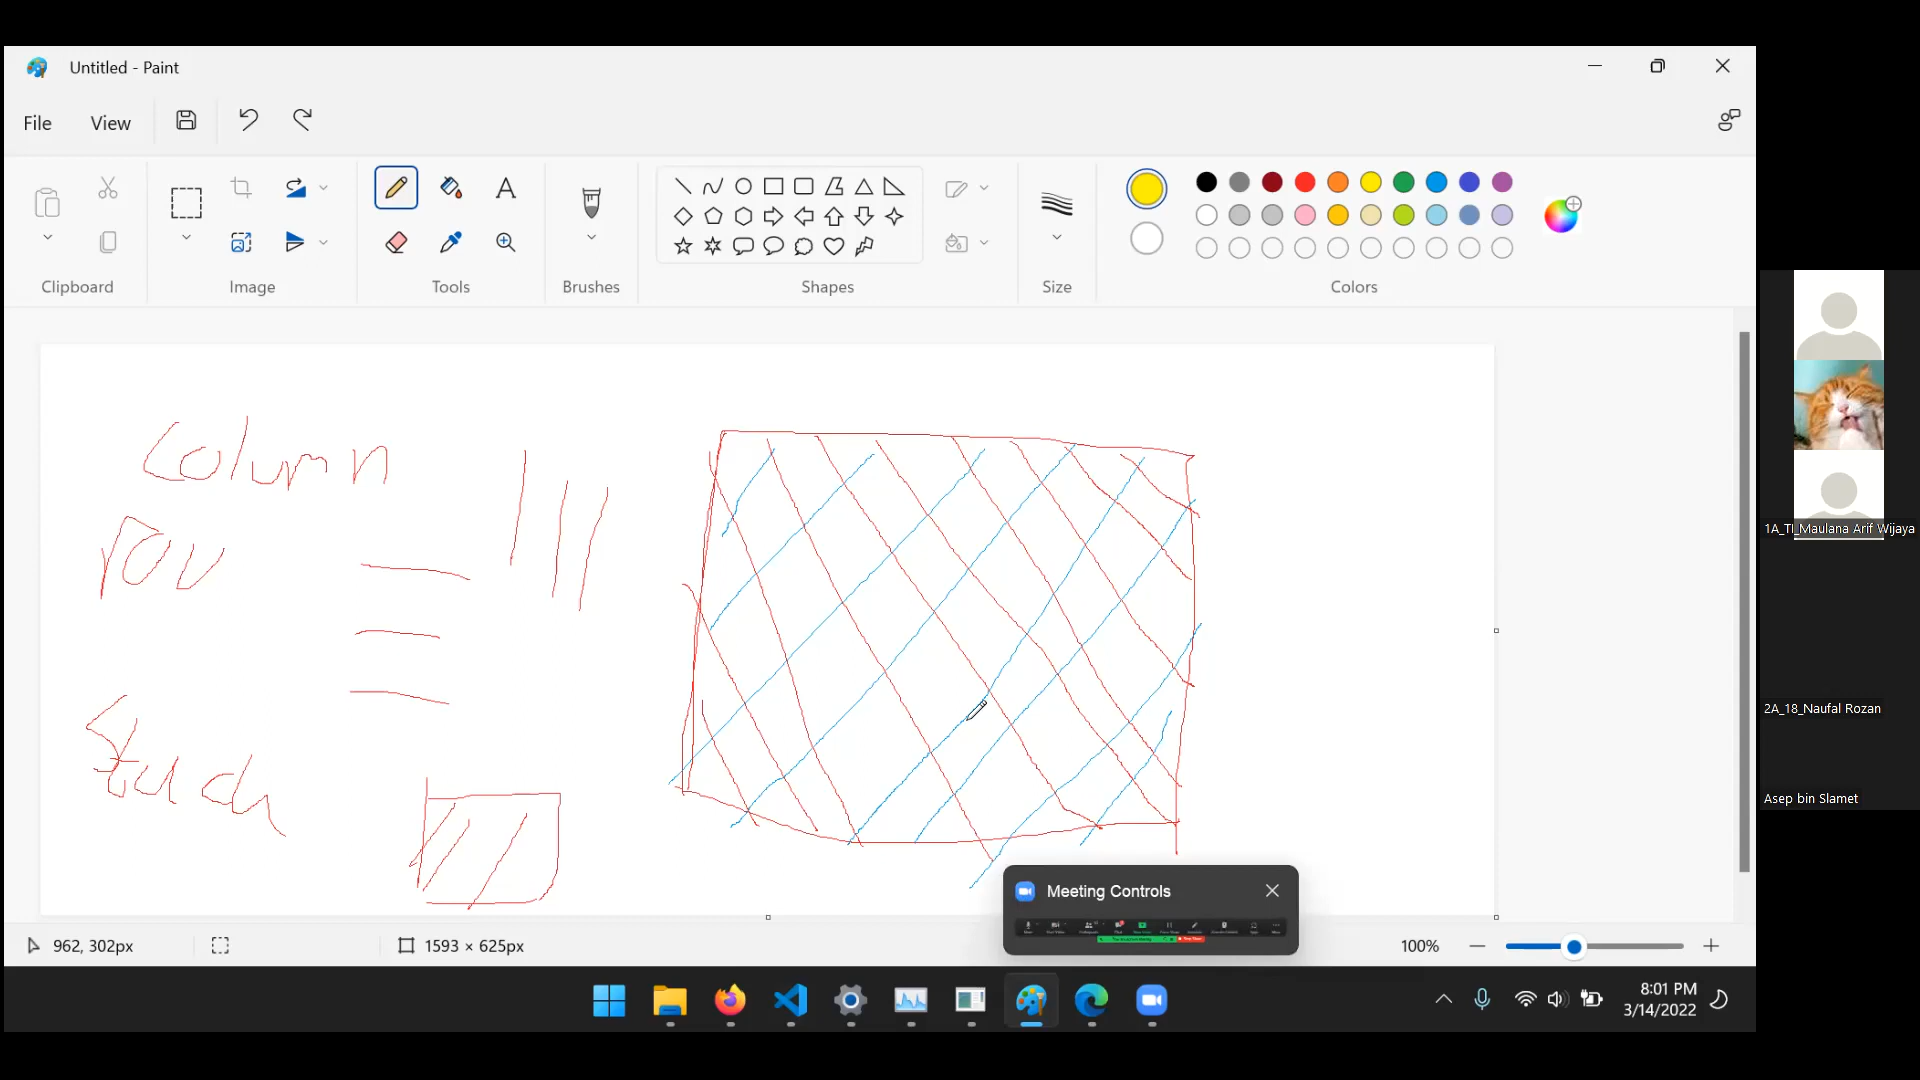 Untitled - Paint
File
View
Clipboard
Image
Tools
Brushes
Shapes
Size
Colors
Column
row
Stack
1A_TI_Maulana Arif Wijaya
2A_18_Naufal Rozan
Asep bin Slamet
Meeting Controls
962, 302px
1593 × 625px
100%
8:01 PM
3/14/2022